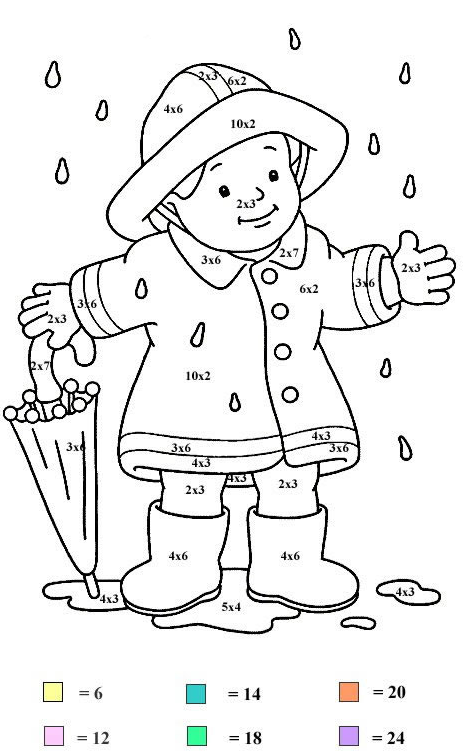 2x3 6x2
4x6
10x2
2x3
3x6 2x7
2x3
3x6
6x2
3x6
2x3
2x7
10x2
3x6
4x3
3x6
3x6
4x3
4x3
2x3 2x3
4x6 4x6
4x3 5x4 4x3
= 6 = 14 = 20
= 12 = 18 = 24